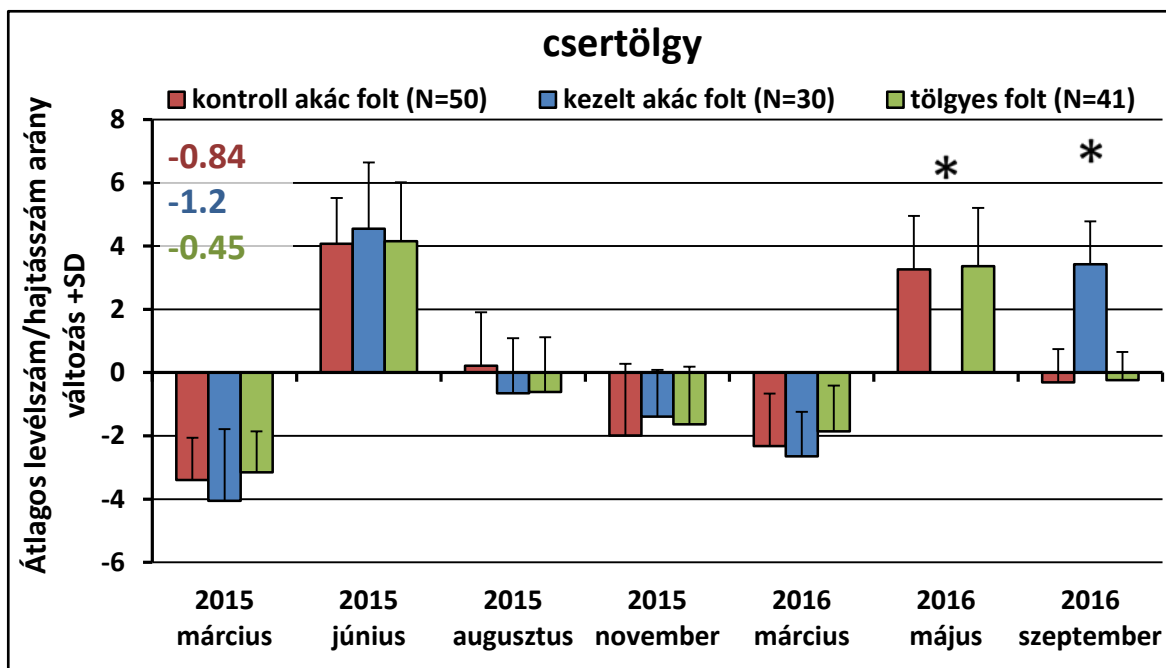 csertölgy
kontroll akác folt (N=50) kezelt akác folt (N=30) tölgyes folt (N=41)
Átlagos levélszám/hajtásszám arány
változás +SD
8
6
4
2
0
-2
-4
-6
-0.84
-1.2
-0.45
*
*
2015 2015 2015 2015 2016 2016 2016
március június augusztus november március május szeptember